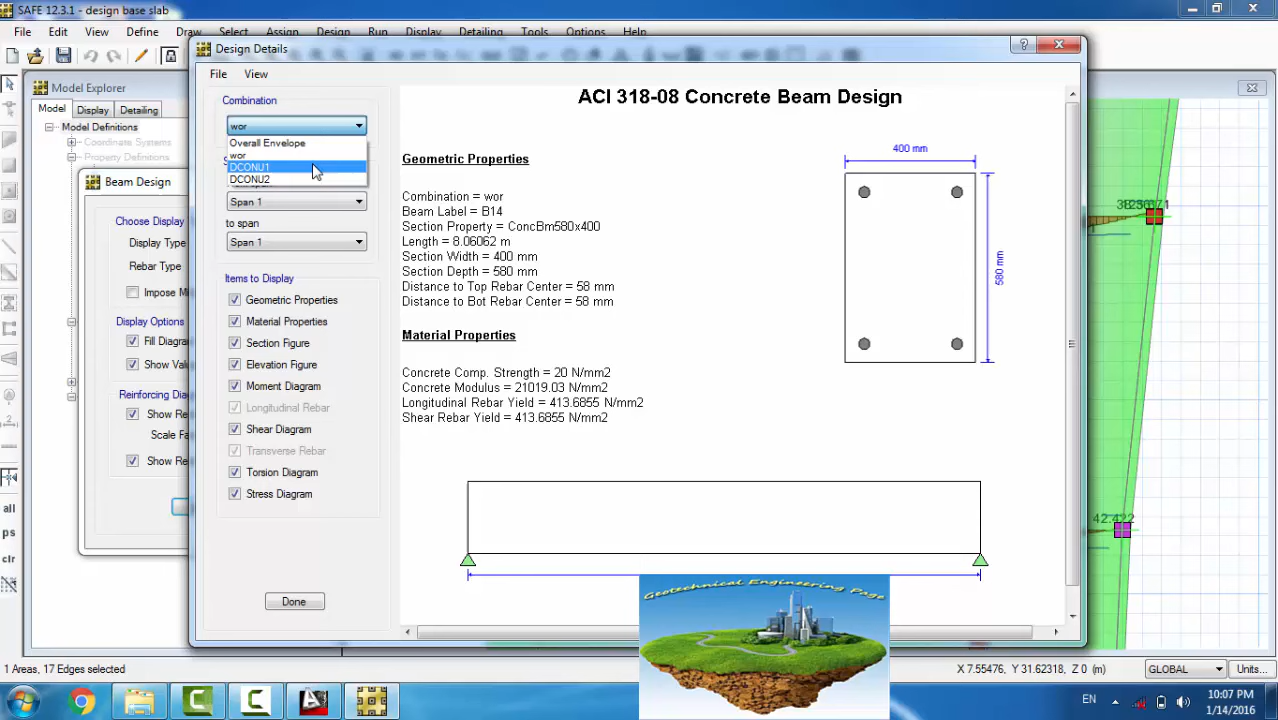 SAFE 12.3.1 - design base slab
File Edit View Define Draw Select Assign Design Run Display Detailing Tools Options Help
Design Details
File View
Combination
wor
Overall Envelope
wor
DCONU1
DCONU2
Span 1
to span
Span 1
Items to Display
Geometric Properties
Material Properties
Section Figure
Elevation Figure
Moment Diagram
Longitudinal Rebar
Shear Diagram
Transverse Rebar
Torsion Diagram
Stress Diagram
Done
ACI 318-08 Concrete Beam Design
Geometric Properties
Combination = wor
Beam Label = B14
Section Property = ConcBm580x400
Length = 8.06062 m
Section Width = 400 mm
Section Depth = 580 mm
Distance to Top Rebar Center = 58 mm
Distance to Bot Rebar Center = 58 mm
Material Properties
Concrete Comp. Strength = 20 N/mm2
Concrete Modulus = 21019.03 N/mm2
Longitudinal Rebar Yield = 413.6855 N/mm2
Shear Rebar Yield = 413.6855 N/mm2
400 mm
580 mm
Geotechnical Engineering Page
Model Explorer
Model Display Detailing
Model Definitions
Coordinate Systems
Property Definitions
Beam Design
Choose Display
Display Type
Rebar Type
Impose M
Display Options
Fill Diagra
Show Valu
Reinforcing Dia
Show Re
Scale Fa
Show Re
all
ps
clr
42.422
1 Areas, 17 Edges selected
X 7.55476, Y 31.62318, Z 0 (m)
GLOBAL
Units...
EN
10:07 PM
1/14/2016